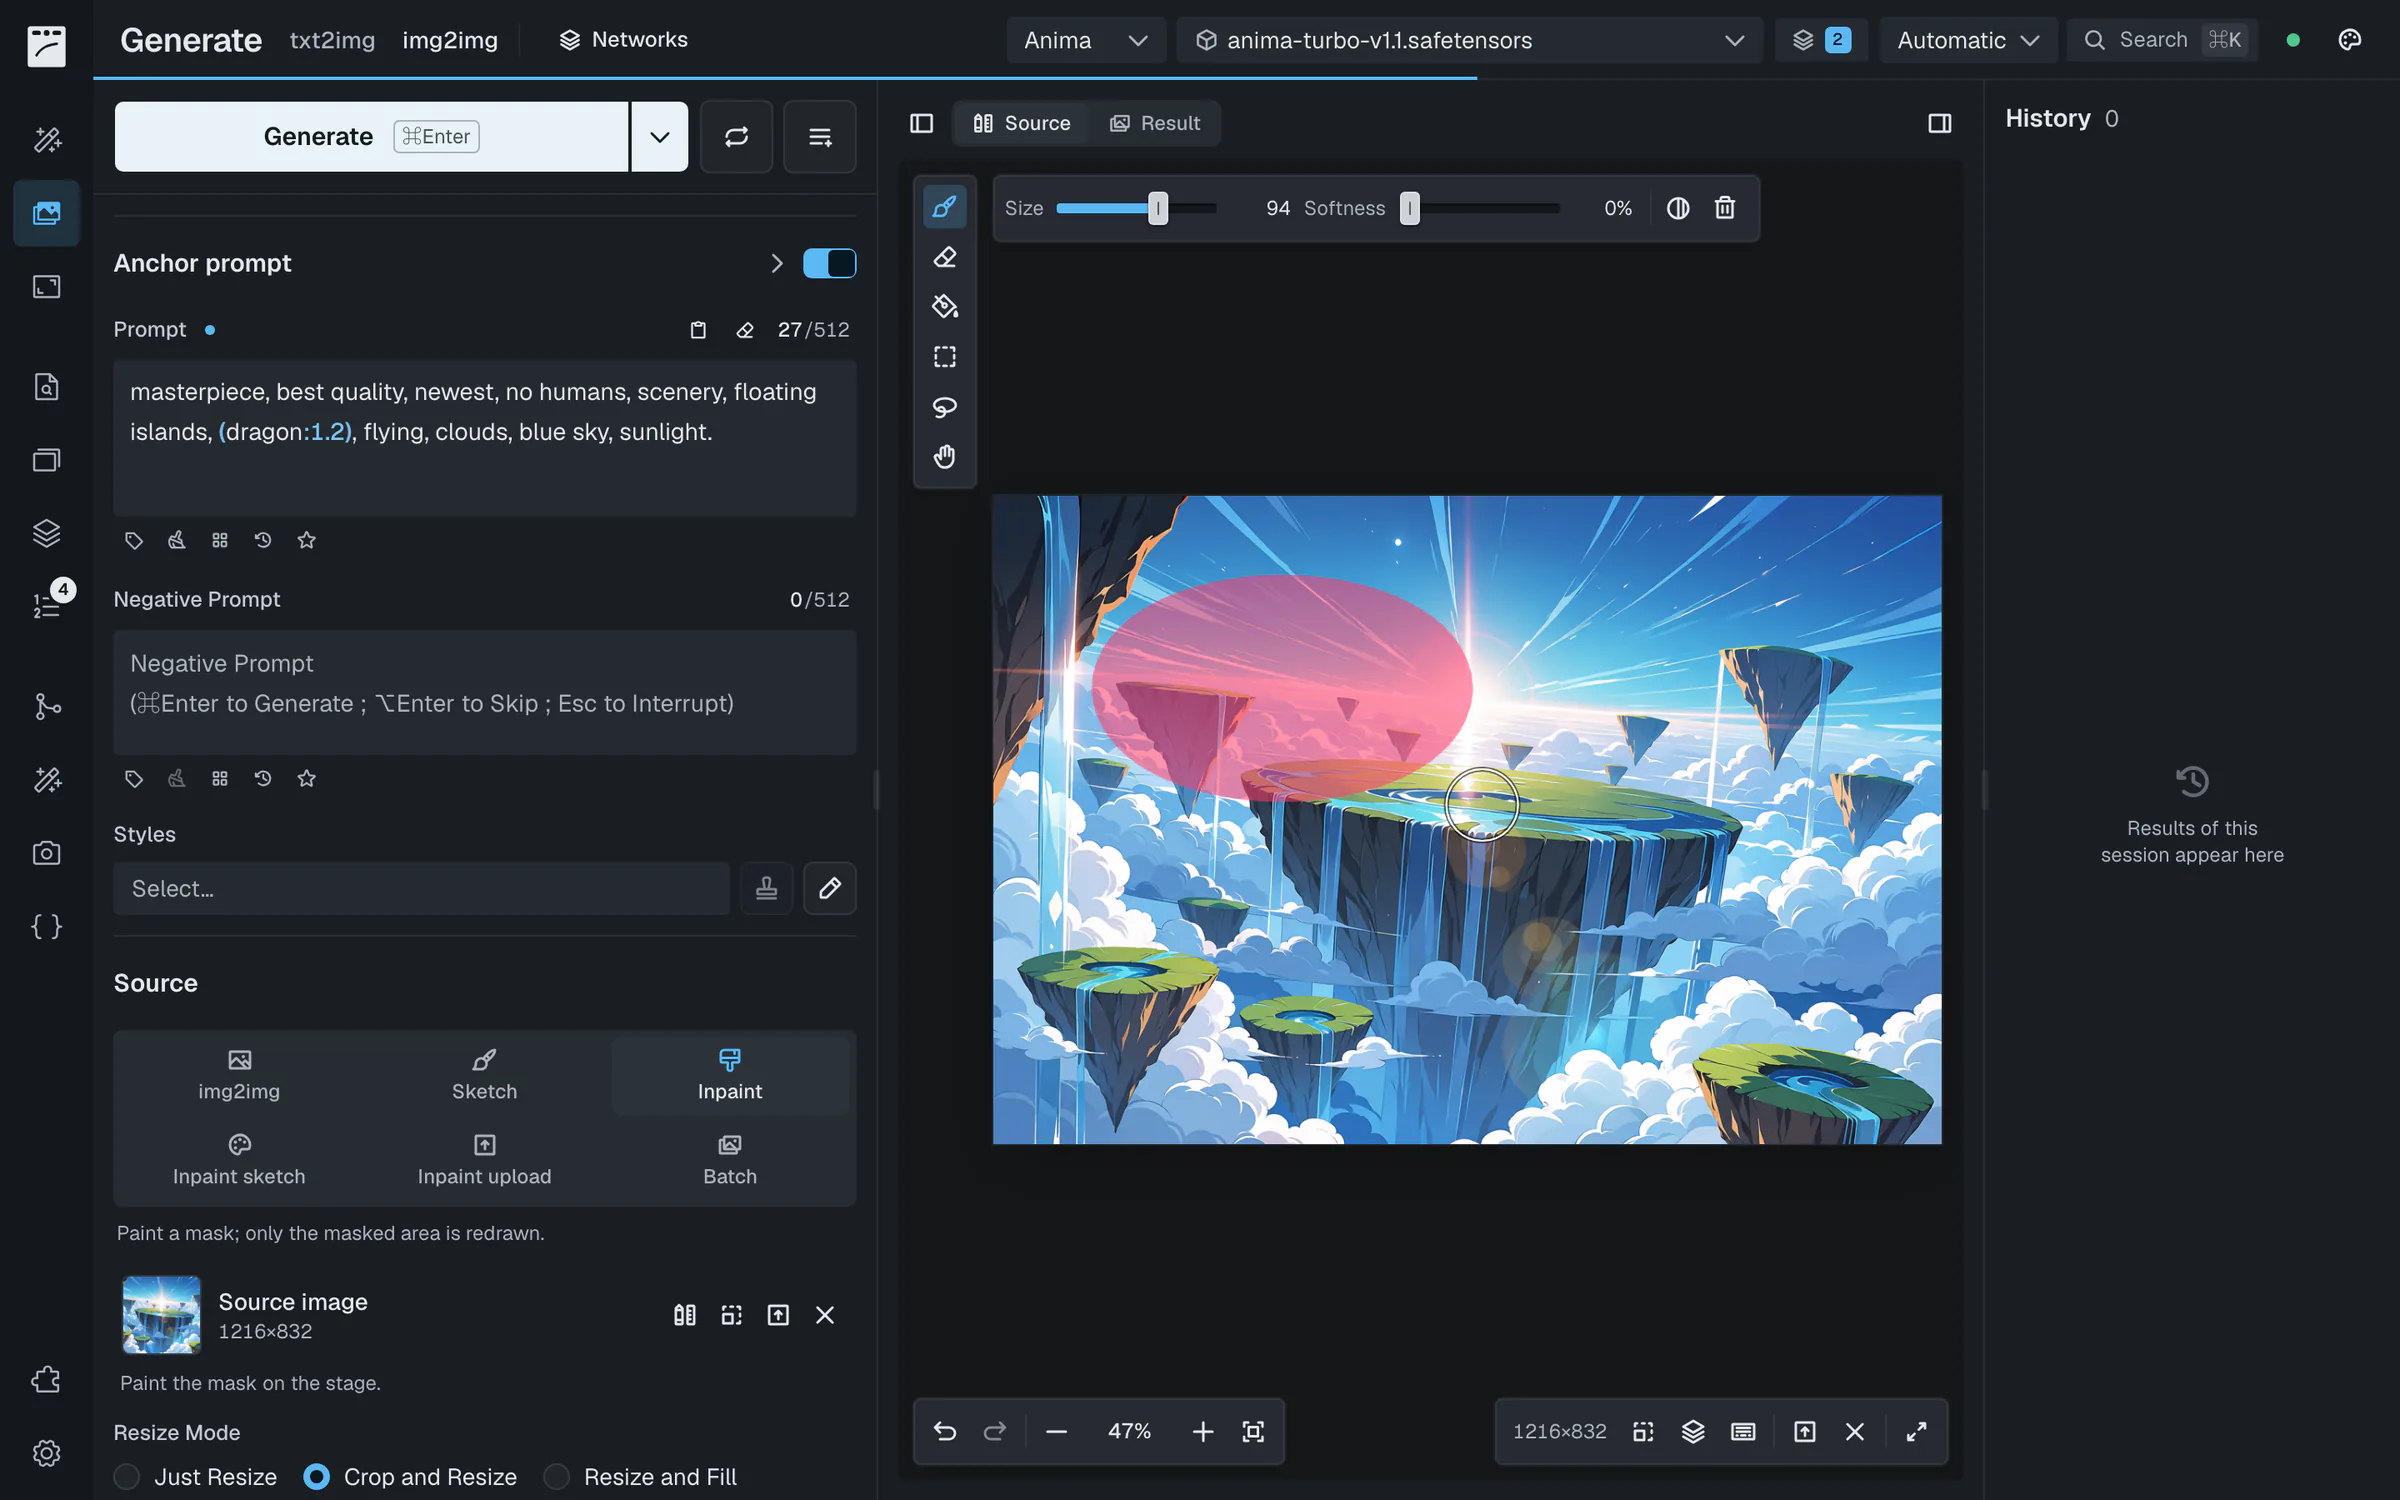 Generate txt2img img2img Networks
Anima
anima-turbo-v1.1.safetensors
2
Automatic
Search ⌘K
Generate ⌘Enter
Anchor prompt
Prompt 27/512
masterpiece, best quality, newest, no humans, scenery, floating
islands, (dragon:1.2), flying, clouds, blue sky, sunlight.
Negative Prompt 0/512
Negative Prompt
(⌘Enter to Generate ; ⌥Enter to Skip ; Esc to Interrupt)
Styles
Select...
Source
img2img Sketch Inpaint
Inpaint sketch Inpaint upload Batch
Paint a mask; only the masked area is redrawn.
Source image
1216×832
Paint the mask on the stage.
Resize Mode
Just Resize Crop and Resize Resize and Fill
4
Source Result
Size 94 Softness 0%
47%
1216×832
History 0
Results of this
session appear here